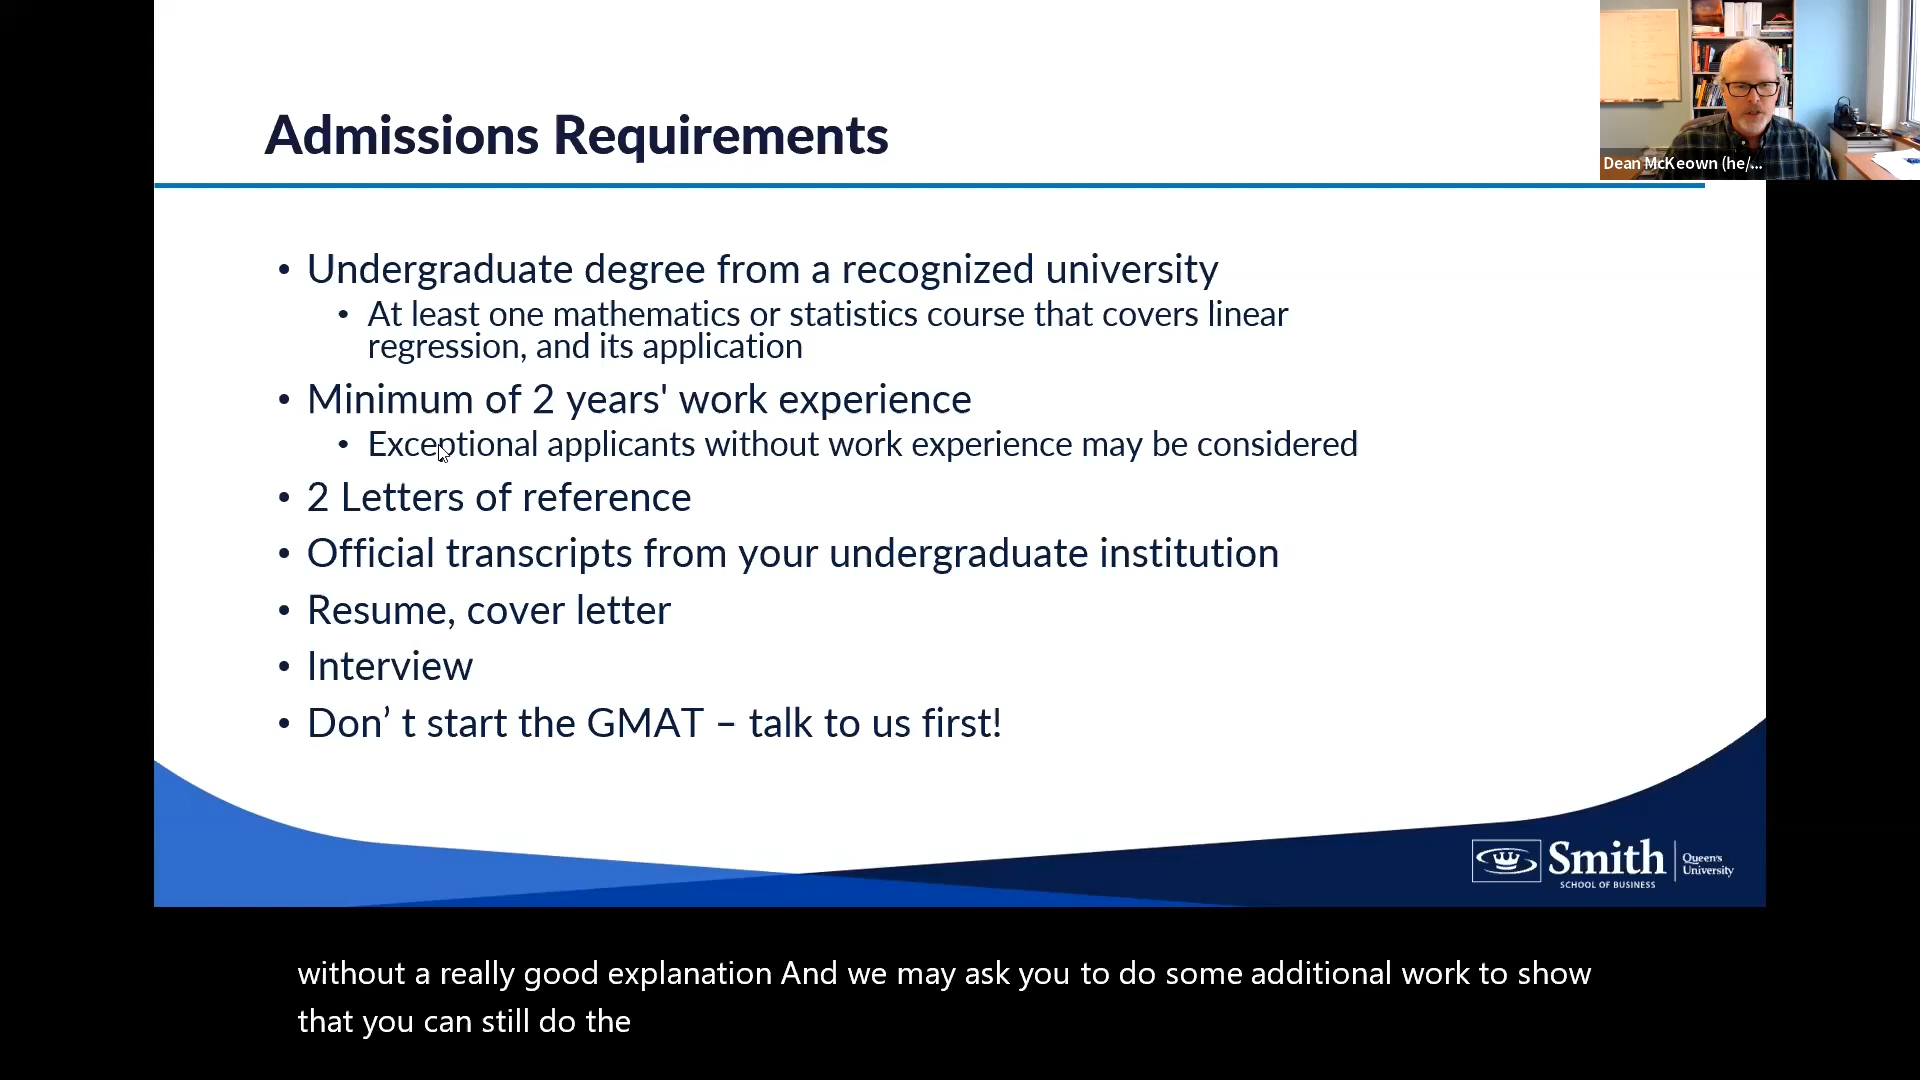 Admissions Requirements
Dean McKeown (he/...
• Undergraduate degree from a recognized university
• At least one mathematics or statistics course that covers linear
regression, and its application
• Minimum of 2 years' work experience
• Exceptional applicants without work experience may be considered
• 2 Letters of reference
• Official transcripts from your undergraduate institution
• Resume, cover letter
• Interview
• Don’ t start the GMAT – talk to us first!
Smith
SCHOOL OF BUSINESS
Queen's
University
without a really good explanation And we may ask you to do some additional work to show
that you can still do the